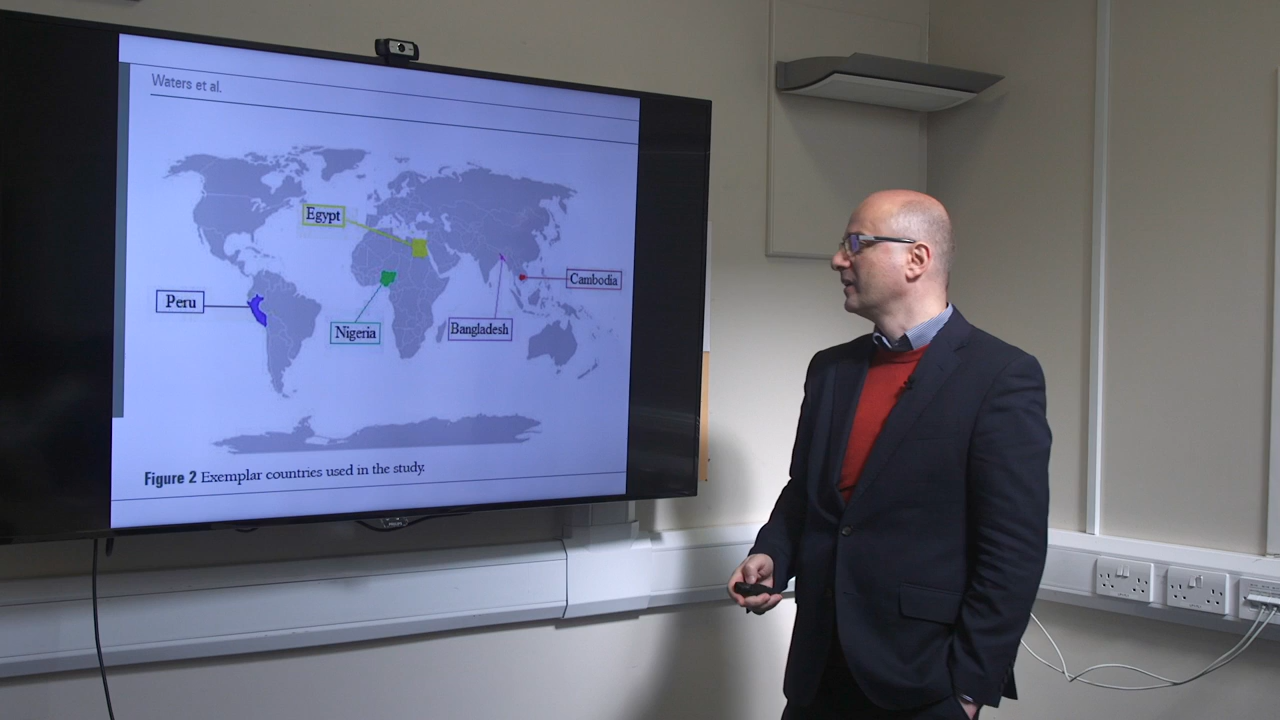 Waters et al.
Egypt
Cambodia
Peru
Nigeria
Bangladesh
Figure 2 Exemplar countries used in the study.